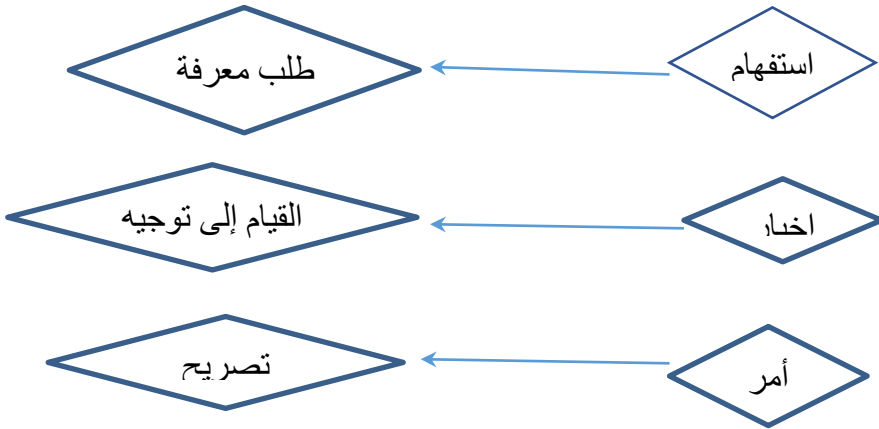 استفهام
طلب معرفة
اخبار
القيام إلى توجيه
أمر
تصريح